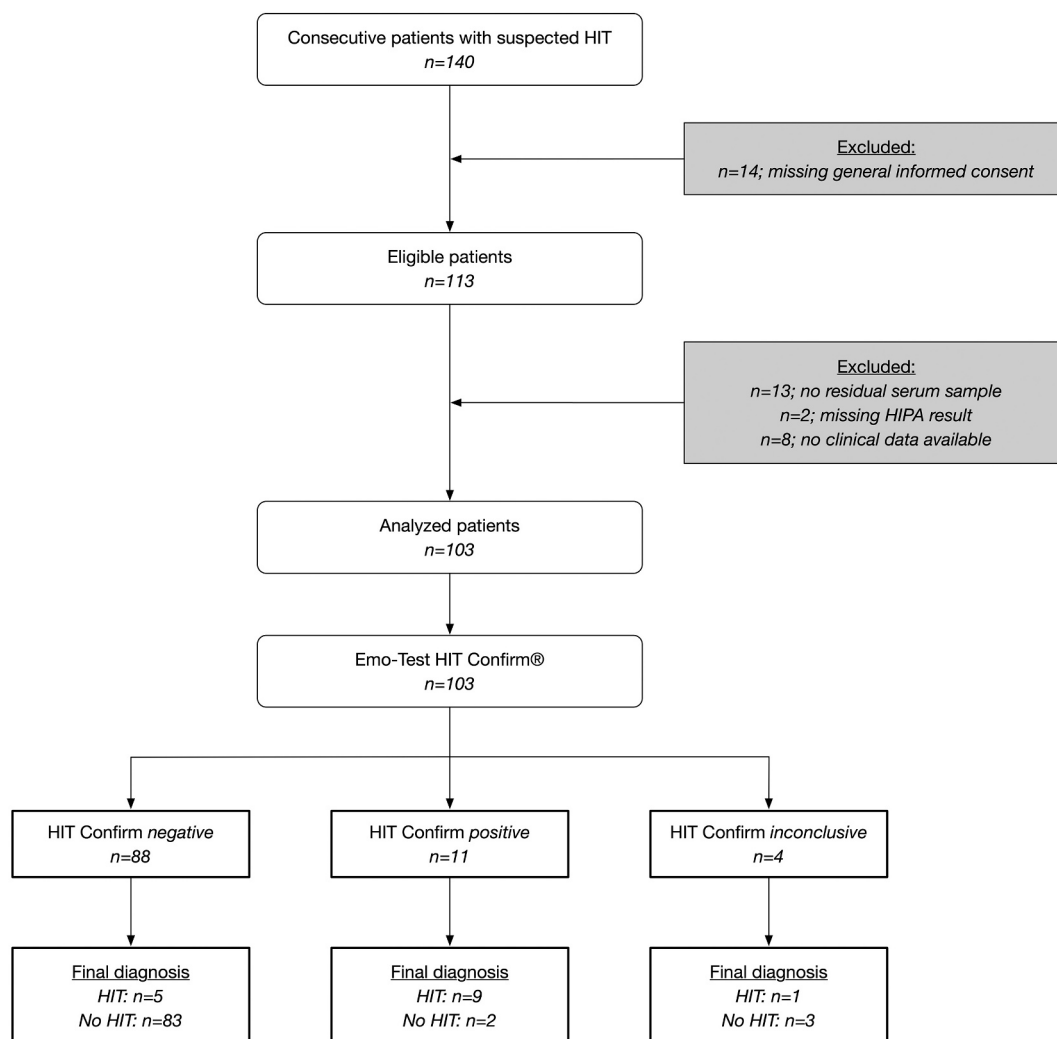 Consecutive patients with suspected HIT
n=140
Excluded:
n=14; missing general informed consent
Eligible patients
n=113
Excluded:
n=13; no residual serum sample
n=2; missing HIPA result
n=8; no clinical data available
Analyzed patients
n=103
Emo-Test HIT Confirm®
n=103
HIT Confirm negative
n=88
HIT Confirm positive
n=11
HIT Confirm inconclusive
n=4
Final diagnosis
HIT: n=5
No HIT: n=83
Final diagnosis
HIT: n=9
No HIT: n=2
Final diagnosis
HIT: n=1
No HIT: n=3